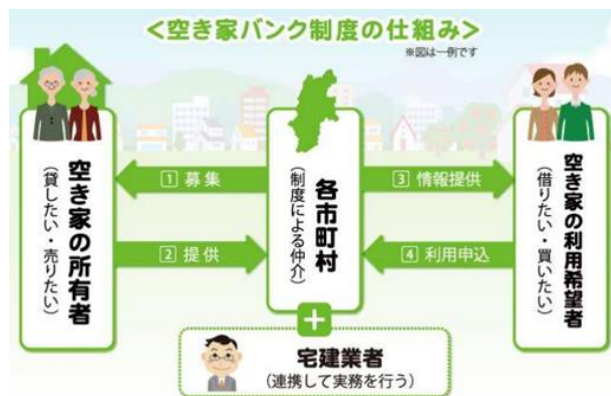 <空き家バンク制度の仕組み>
※図は一例です
空き家の所有者
(貸したい・売りたい)
1 募集
2 提供
各市町村
(制度による仲介)
3 情報提供
4 利用申込
空き家の利用希望者
(借りたい・買いたい)
+
宅建業者
(連携して実務を行う)